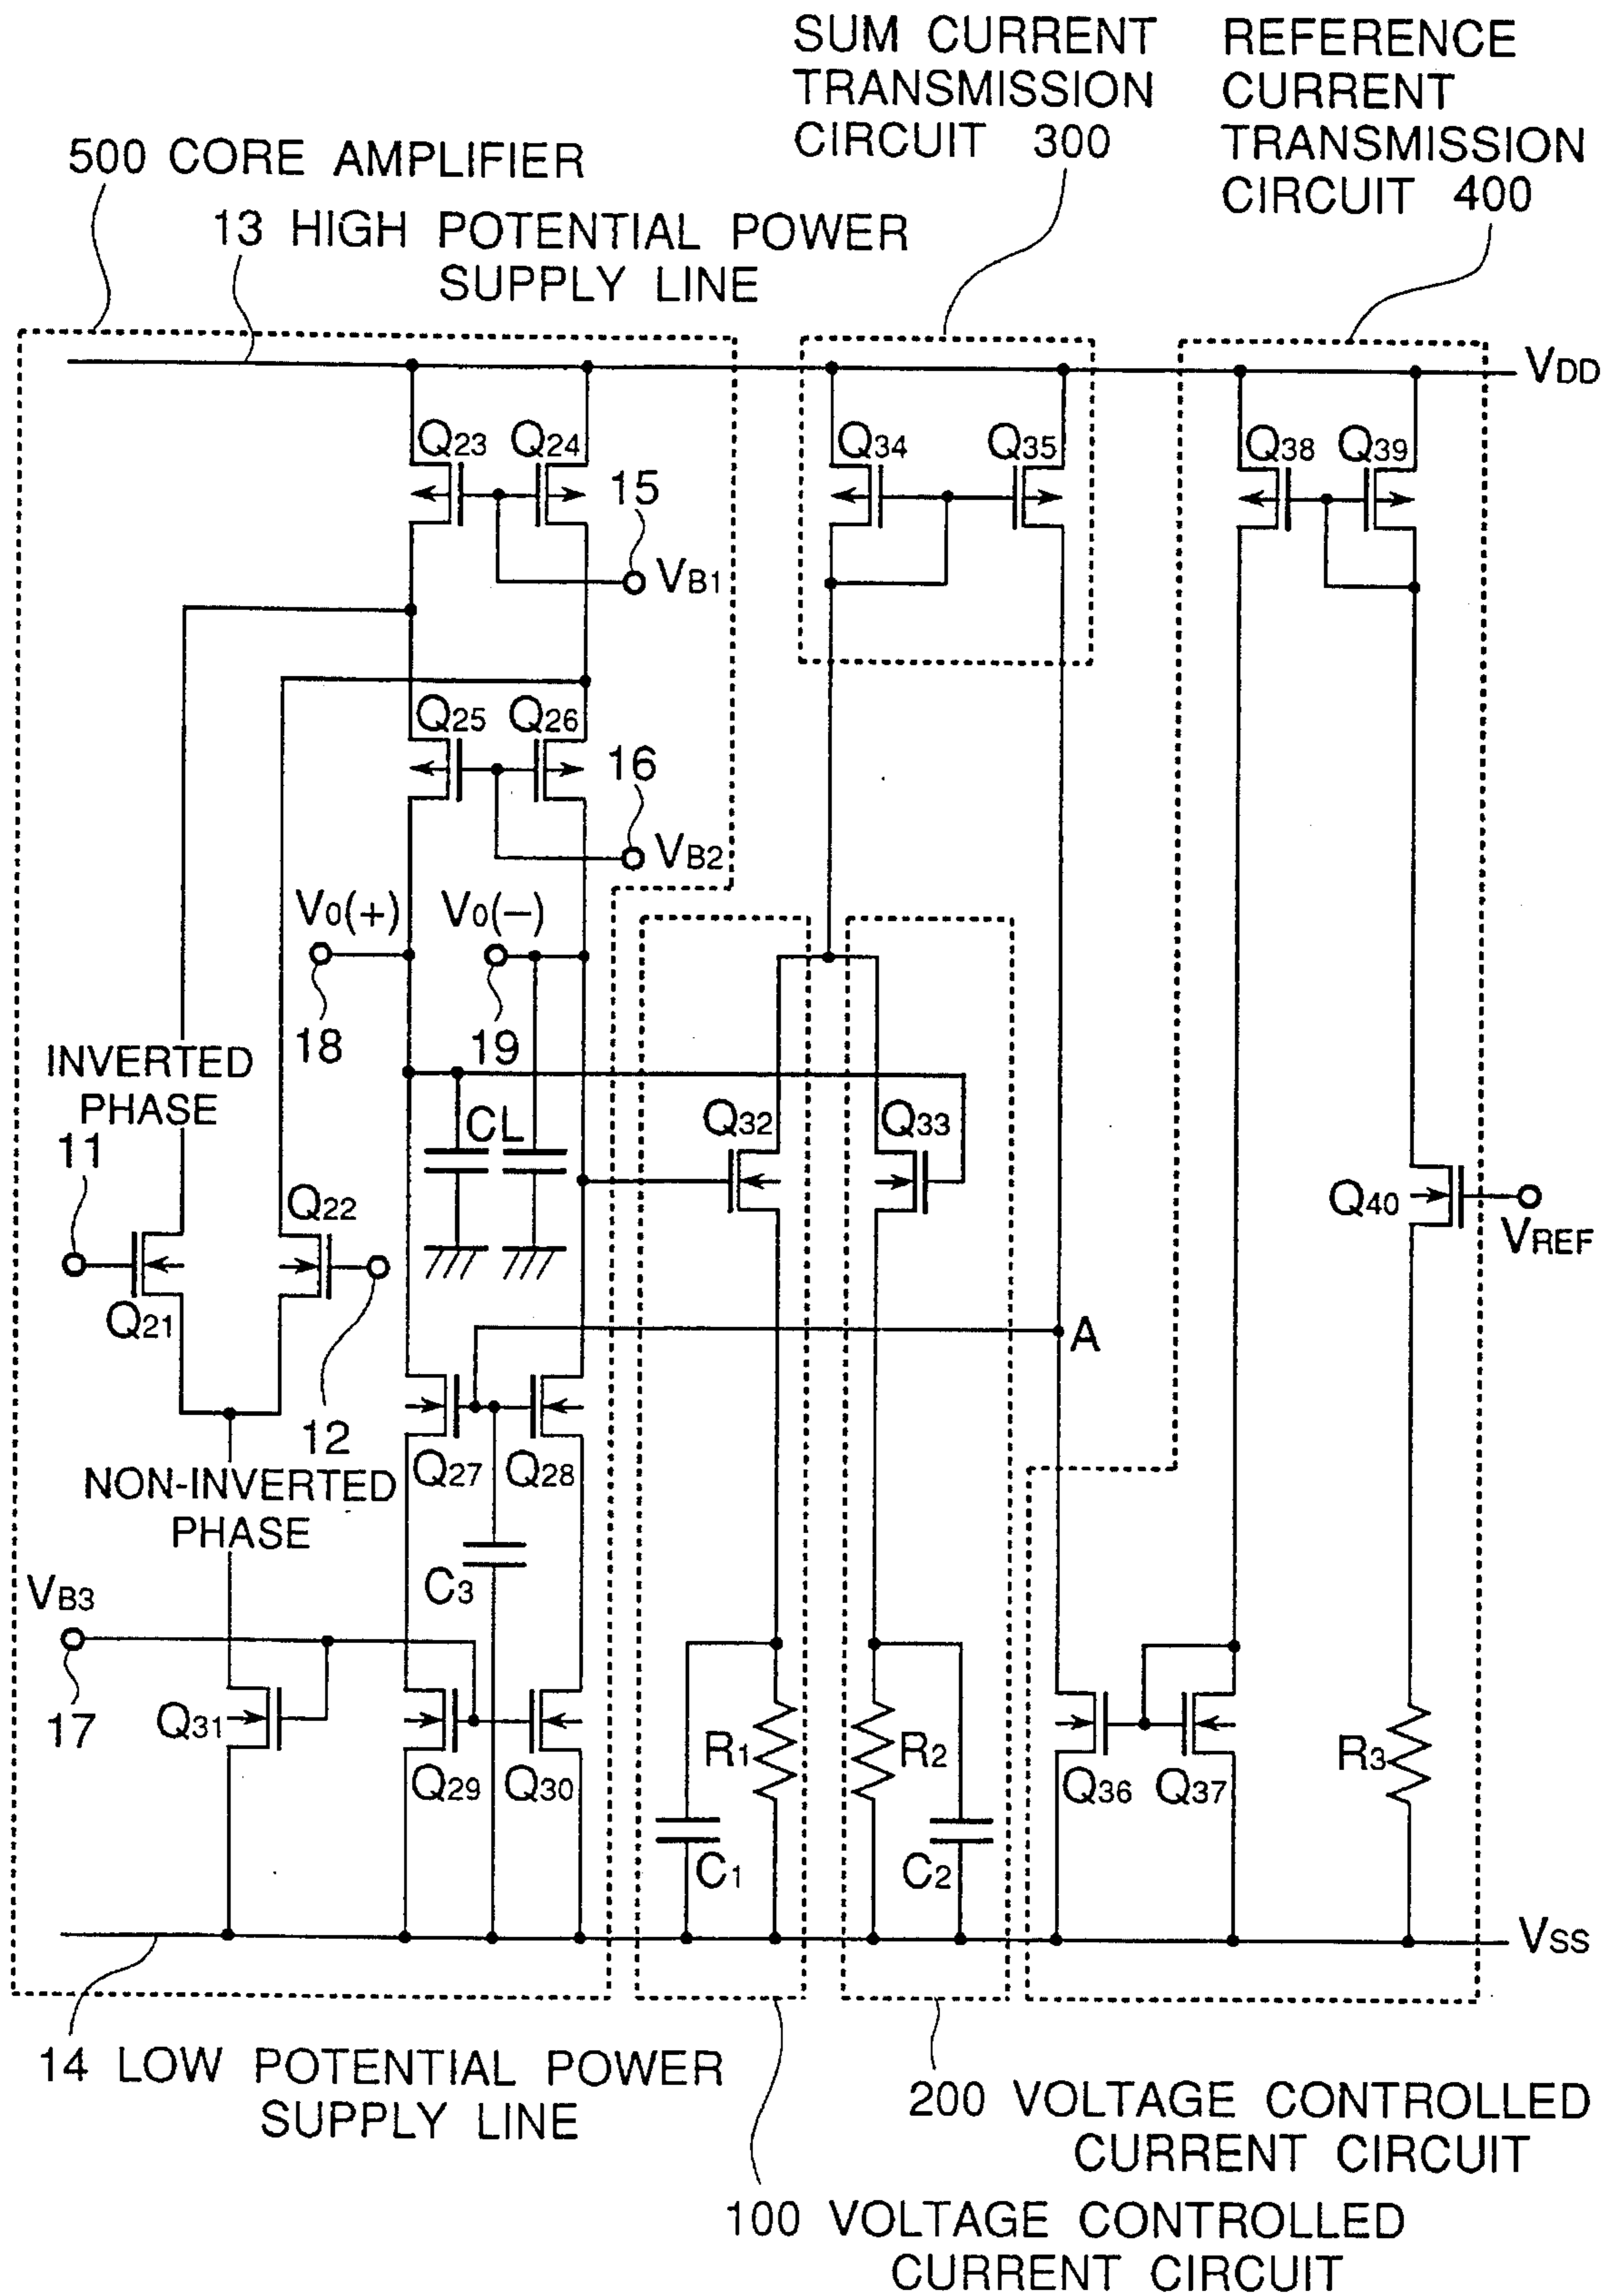 SUM CURRENT
TRANSMISSION
CIRCUIT 300
REFERENCE
CURRENT
TRANSMISSION
CIRCUIT 400
500 CORE AMPLIFIER
13 HIGH POTENTIAL POWER
SUPPLY LINE
VDD
Q23 Q24
15
VB1
Q34 Q35
Q38 Q39
Q25 Q26
16
VB2
V0(+) V0(−)
18 19
INVERTED
PHASE
11
CL
Q32 Q33
Q22
Q40
VREF
Q21
A
12
Q27 Q28
NON-INVERTED
PHASE
C3
VB3
17
Q31
Q29 Q30
R1 R2
Q36 Q37
R3
C1 C2
VSS
14 LOW POTENTIAL POWER
SUPPLY LINE
200 VOLTAGE CONTROLLED
CURRENT CIRCUIT
100 VOLTAGE CONTROLLED
CURRENT CIRCUIT